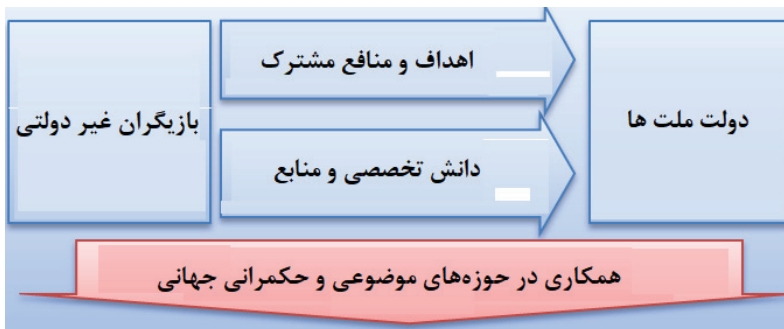 اهداف و منافع مشترک
بازیگران غیر دولتی
دولت ملت ها
دانش تخصصی و منابع
همکاری در حوزه‌های موضوعی و حکمرانی جهانی